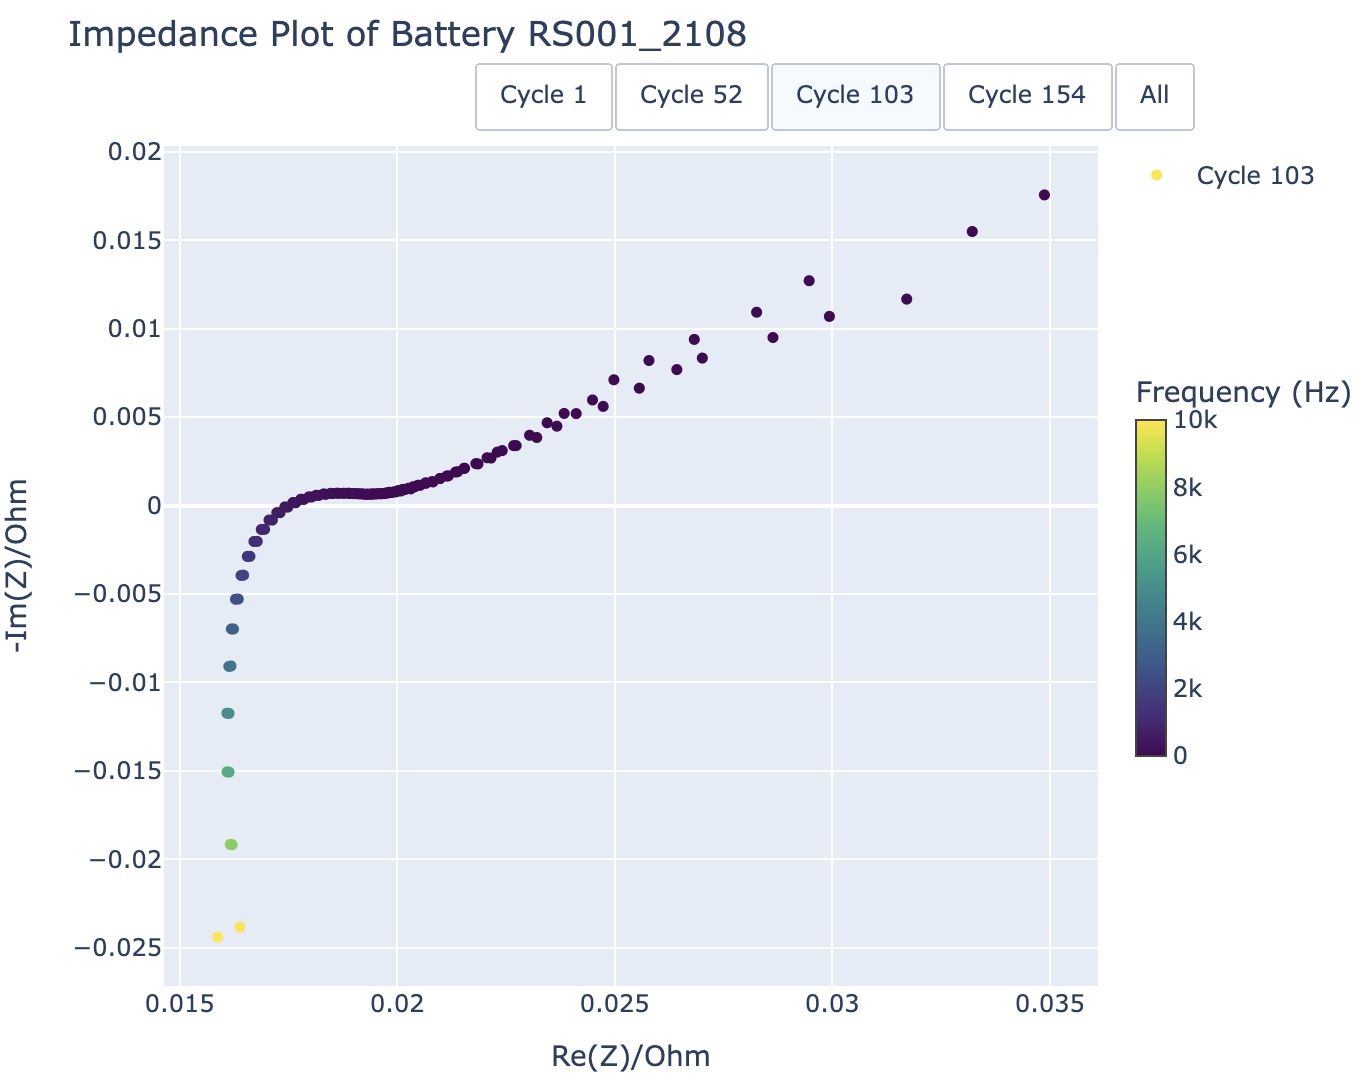 Impedance Plot of Battery RS001_2108
Cycle 1
Cycle 52
Cycle 103
Cycle 154
All
Cycle 103
0.02
0.015
0.01
0.005
0
−0.005
−0.01
−0.015
−0.02
−0.025
-Im(Z)/Ohm
0.015
0.02
0.025
0.03
0.035
Re(Z)/Ohm
Frequency (Hz)
10k
8k
6k
4k
2k
0